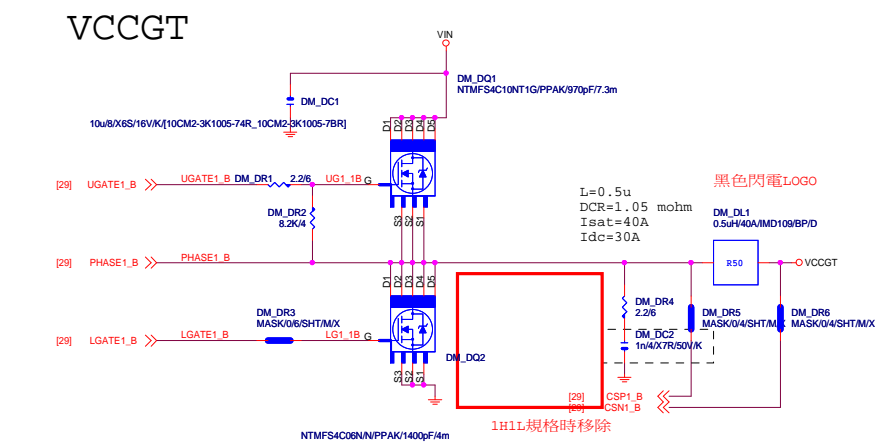 VCCGT
VIN
DM_DQ1
NTMFS4C10NT1G/PPAK/970pF/7.3m
DM_DC1
10u/8/X6S/16V/K/[10CM2-3K1005-74R_10CM2-3K1005-7BR]
D1 D2 D3 D4 D5
[29] UGATE1_B UGATE1_B DM_DR1 2.2/6 UG1_1B G
S3 S2 S1
DM_DR2
8.2K/4
黑色閃電LOGO
L=0.5u
DCR=1.05 mohm
Isat=40A
Idc=30A
DM_DL1
0.5uH/40A/IMD109/BP/D
[29] PHASE1_B PHASE1_B
R50
VCCGT
D1 D2 D3 D4 D5
DM_DR3
MASK/0/6/SHT/M/X
DM_DR4
2.2/6
DM_DR5
MASK/0/4/SHT/M/X
DM_DR6
MASK/0/4/SHT/M/X
[29] LGATE1_B LGATE1_B LG1_1B G
DM_DC2
1n/4/X7R/50V/K
DM_DQ2
S3 S2 S1
[29] CSP1_B
[29] CSN1_B
1H1L規格時移除
NTMFS4C06N/N/PPAK/1400pF/4m